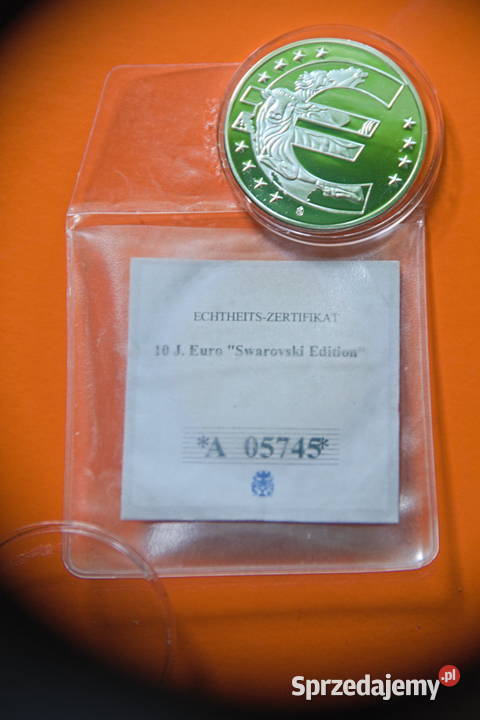 ECHTHEITS-ZERTIFIKAT
10 J. Euro "Swarovski Edition"
*A 05745*
Sprzedajemy.pl